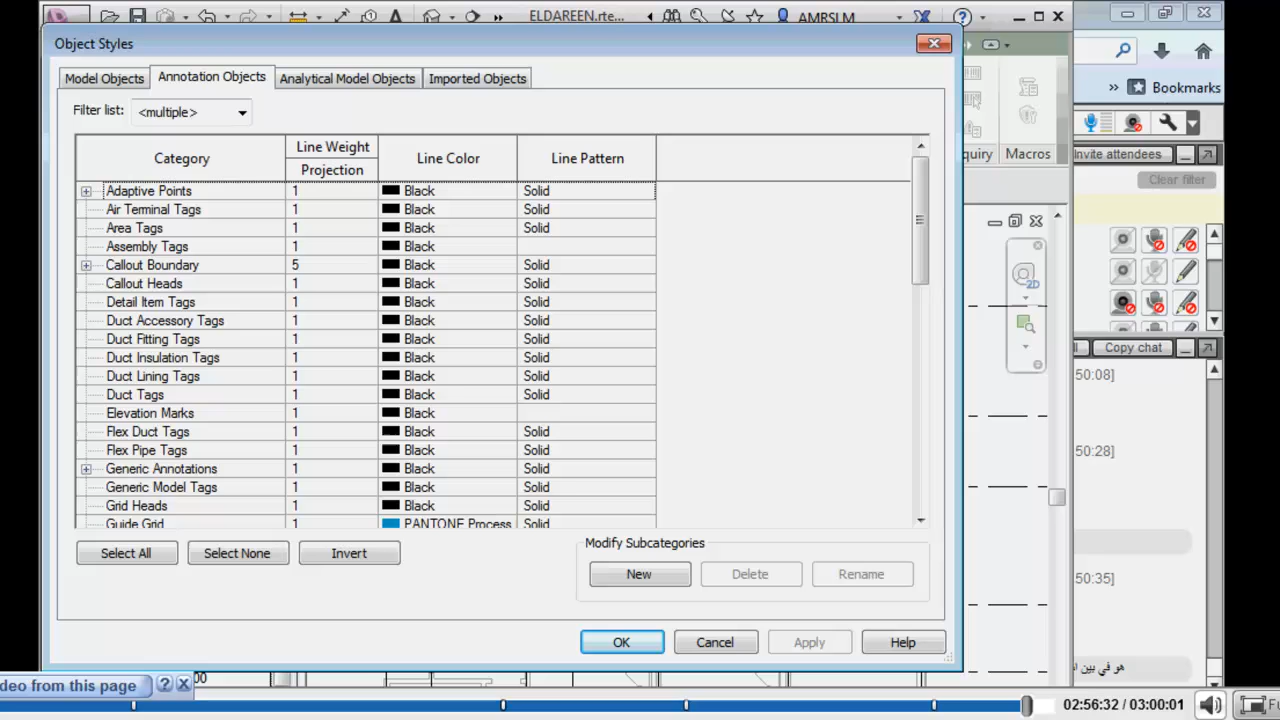 ELDAREEN.rte...
AMRSLM
Object Styles
Model Objects
Annotation Objects
Analytical Model Objects
Imported Objects
Filter list:
<multiple>
Category
Line Weight
Projection
Line Color
Line Pattern
Adaptive Points 1 Black Solid
Air Terminal Tags 1 Black Solid
Area Tags 1 Black Solid
Assembly Tags 1 Black
Callout Boundary 5 Black Solid
Callout Heads 1 Black Solid
Detail Item Tags 1 Black Solid
Duct Accessory Tags 1 Black Solid
Duct Fitting Tags 1 Black Solid
Duct Insulation Tags 1 Black Solid
Duct Lining Tags 1 Black Solid
Duct Tags 1 Black Solid
Elevation Marks 1 Black
Flex Duct Tags 1 Black Solid
Flex Pipe Tags 1 Black Solid
Generic Annotations 1 Black Solid
Generic Model Tags 1 Black Solid
Grid Heads 1 Black Solid
Guide Grid 1 PANTONE Process Solid
Select All
Select None
Invert
Modify Subcategories
New
Delete
Rename
OK
Cancel
Apply
Help
quiry
Macros
2D
» Bookmarks
Invite attendees
Clear filter
Copy chat
50:08]
50:28]
50:35]
هو في بين ا
deo from this page
00
02:56:32 / 03:00:01